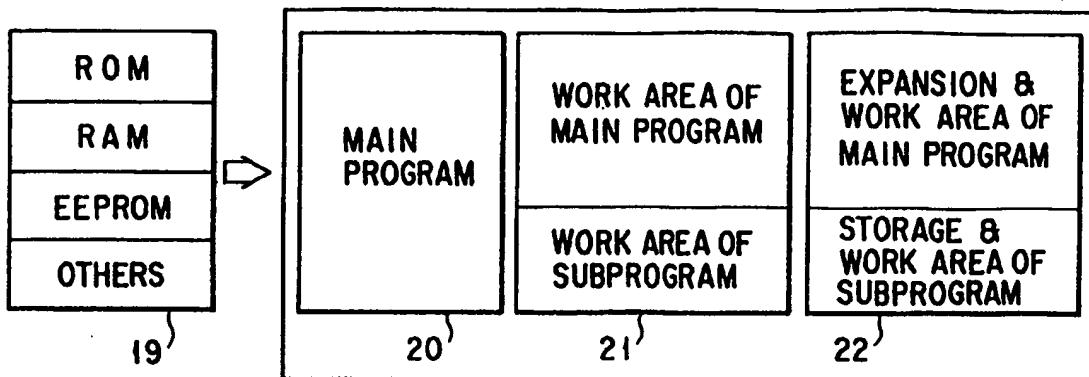 ROM
RAM
EEPROM
OTHERS
19
MAIN
PROGRAM
20
WORK AREA OF
MAIN PROGRAM
WORK AREA OF
SUBPROGRAM
21
EXPANSION &
WORK AREA OF
MAIN PROGRAM
STORAGE &
WORK AREA OF
SUBPROGRAM
22